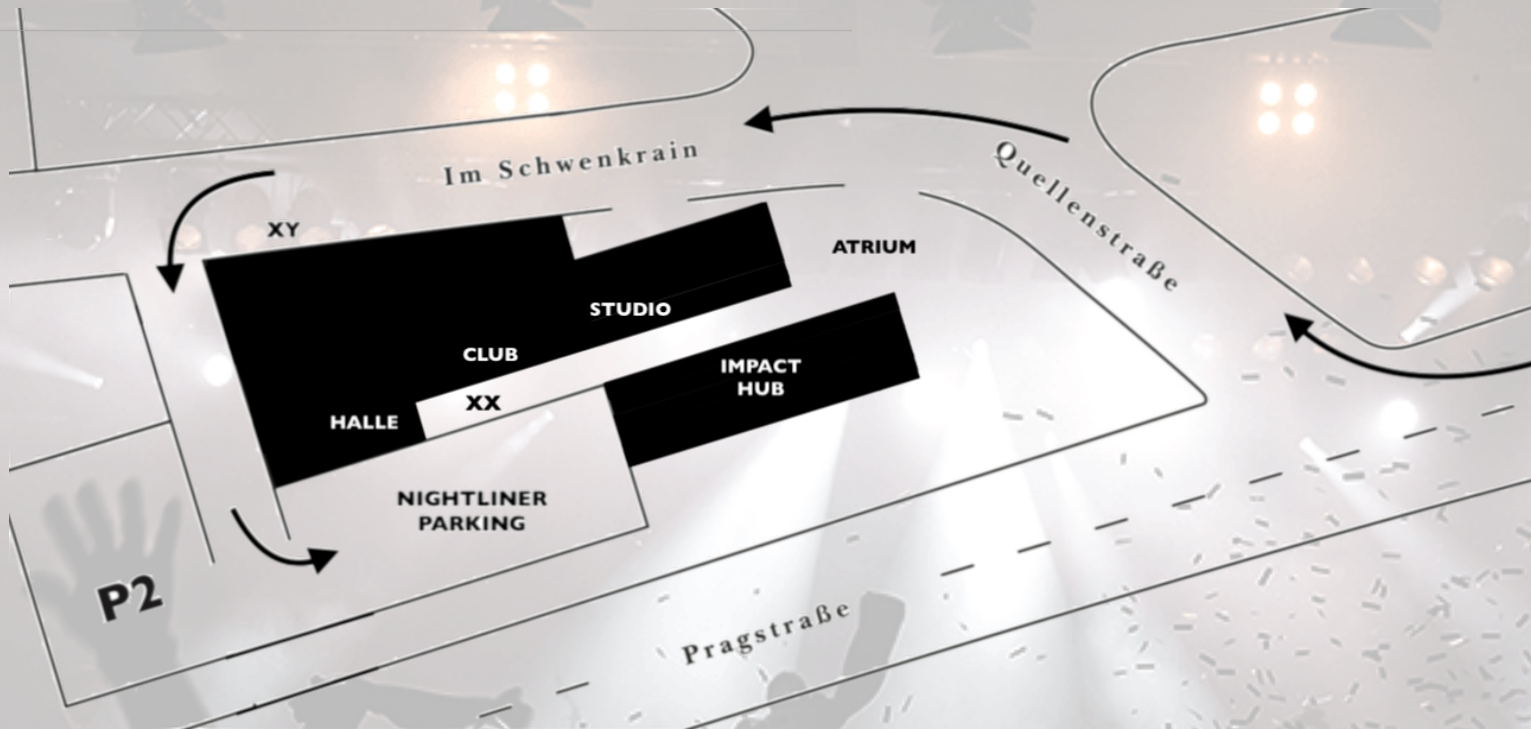 Im Schwenkrain
Quellenstraße
XY
ATRIUM
STUDIO
CLUB
IMPACT
HUB
XX
HALLE
NIGHTLINER
PARKING
P2
Pragstraße